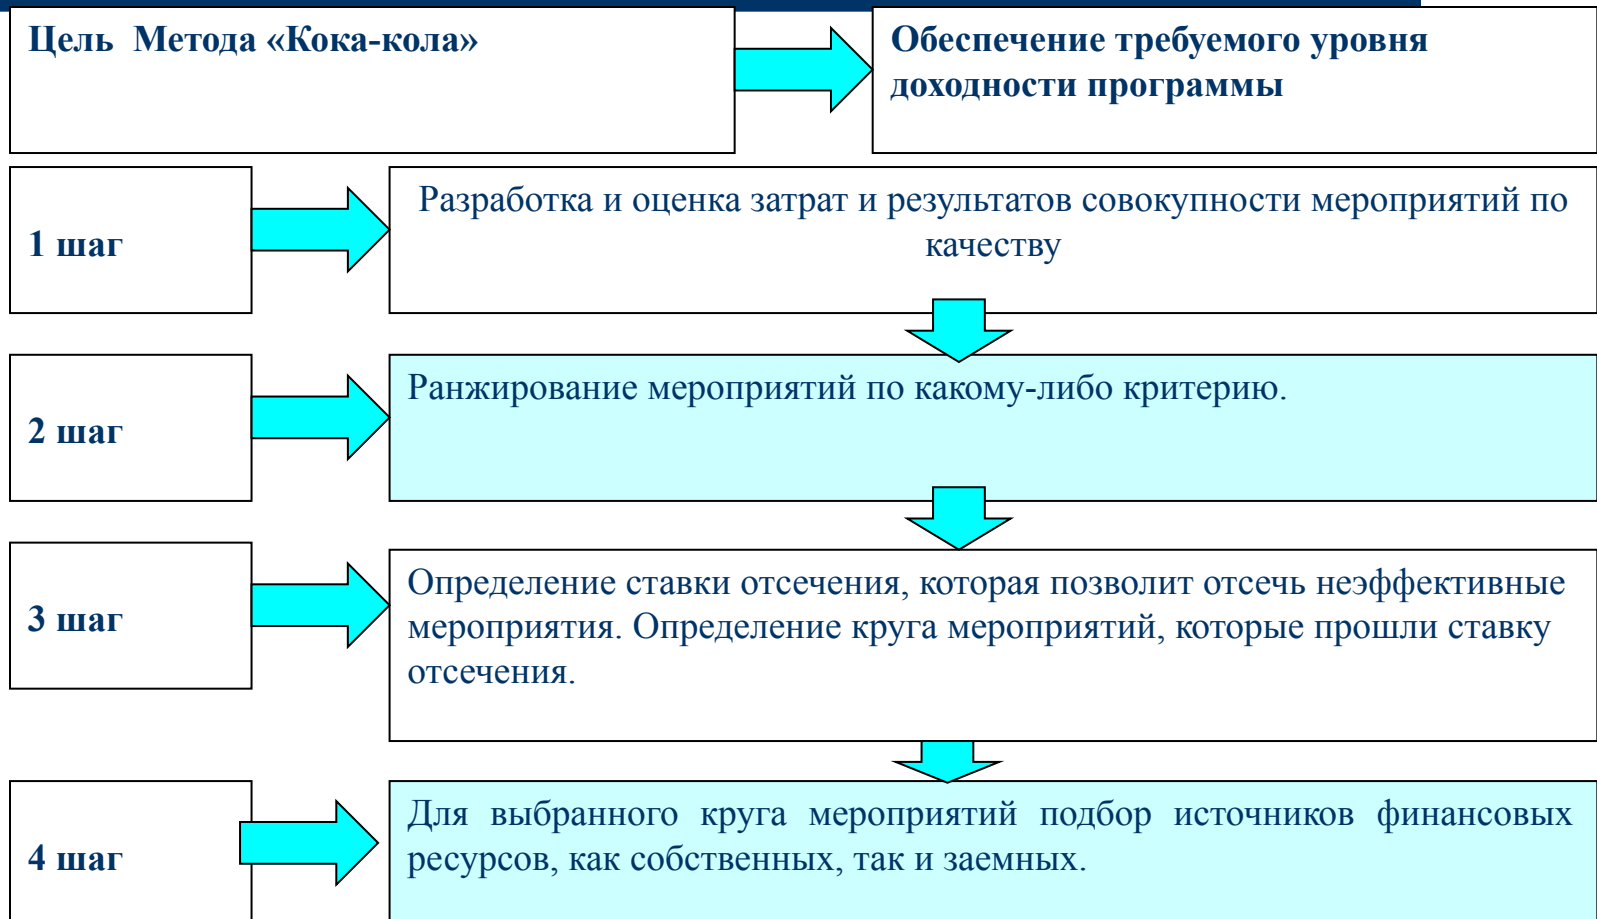 Цель Метода «Кока-кола»
Обеспечение требуемого уровня
доходности программы
1 шаг
Разработка и оценка затрат и результатов совокупности мероприятий по
качеству
2 шаг
Ранжирование мероприятий по какому-либо критерию.
3 шаг
Определение ставки отсечения, которая позволит отсечь неэффективные
мероприятия. Определение круга мероприятий, которые прошли ставку
отсечения.
4 шаг
Для выбранного круга мероприятий подбор источников финансовых
ресурсов, как собственных, так и заемных.